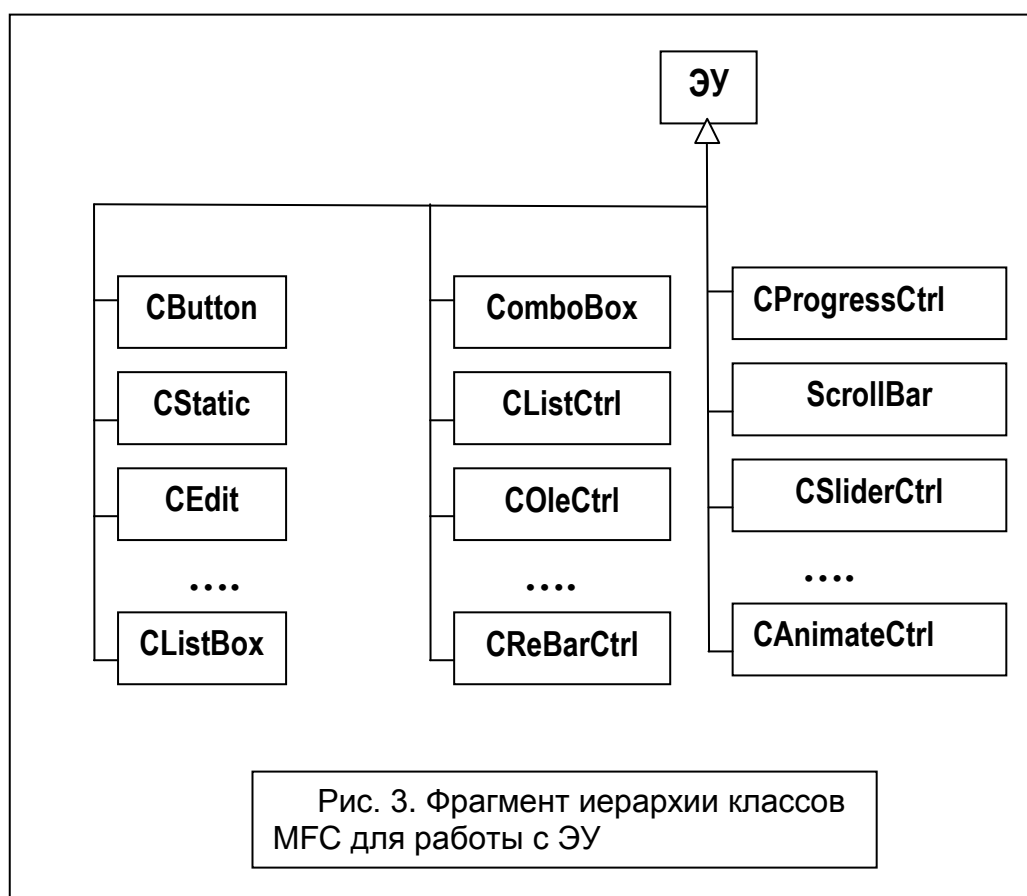 ЭУ
CButton
CStatic
CEdit
....
CListBox
ComboBox
CListCtrl
COleCtrl
....
CReBarCtrl
CProgressCtrl
ScrollBar
CSliderCtrl
....
CAnimateCtrl
Рис. 3. Фрагмент иерархии классов
MFC для работы с ЭУ